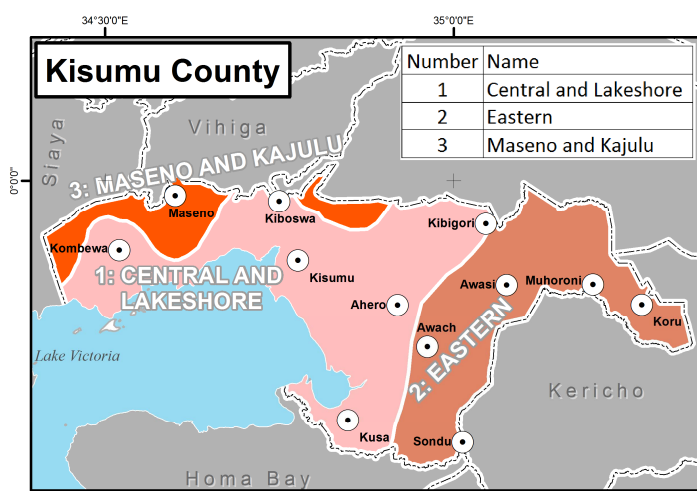 34°30'0"E
35°0'0"E
Kisumu County
Number Name
1 Central and Lakeshore
2 Eastern
3 Maseno and Kajulu
Siaya
Vihiga
0°0'0"
3: MASENO AND KAJULU
Maseno
Kiboswa
Kibigori
Kombewa
1: CENTRAL AND
LAKESHORE
Kisumu
Awasi
Muhoroni
Ahero
Koru
Awach
2: EASTERN
Lake Victoria
Kericho
Kusa
Sondu
Homa Bay